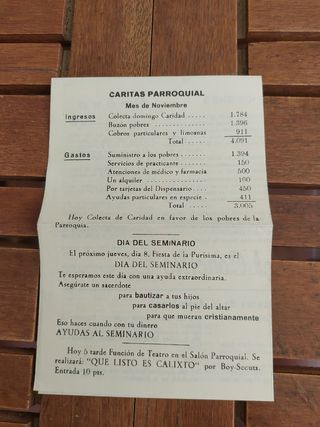 CARITAS PARROQUIAL
Mes de Noviembre
Ingresos Colecta domingo Caridad ..... 1.784
Buzón pobres ..... 1.396
Cobros particulares y limosnas 911
Total ..... 4.091
Gastos Suministro a los pobres ...... 1.394
Servicios de practicante .... 150
Atenciones de médico y farmacia 500
Un alquiler ....... 100
Por tarjetas del Dispensario .... 450
Ayudas particulares en especie . 411
Total .. 3.005
Hoy Colecta de Caridad en favor de los pobres de la
Parroquia.
DIA DEL SEMINARIO
El próximo jueves, día 8, Fiesta de la Purísima, es el
DIA DEL SEMINARIO
Te esperamos este día con una ayuda extraordinaria.
Asegúrate un sacerdote
para bautizar a tus hijos
para casarlos al pie del altar
para que mueran cristianamente
Eso haces cuando con tu dinero
AYUDAS AL SEMINARIO
Hoy 5 tarde Función de Teatro en el Salón Parroquial. Se
realizará: "QUE LISTO ES CALIXTO" por Boy-Scuts.
Entrada 10 pts.